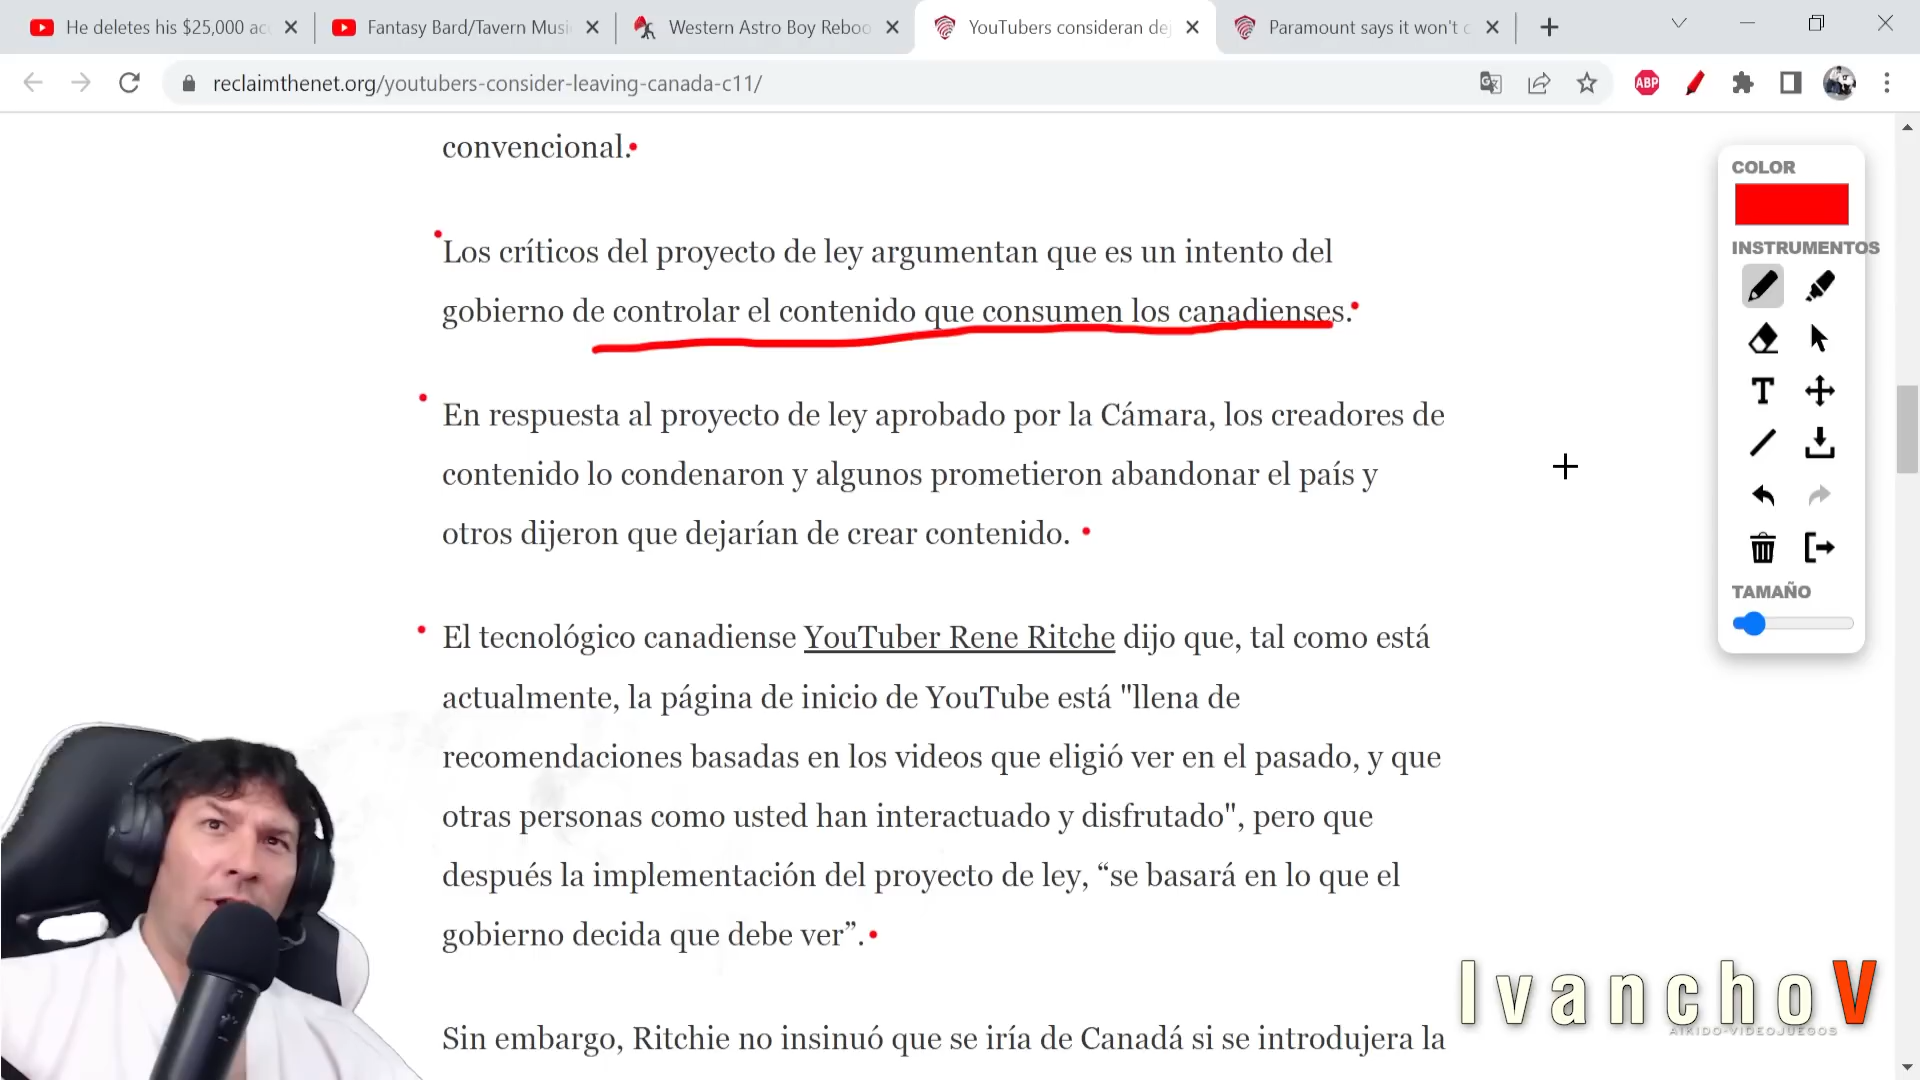 He deletes his $25,000 acc
Fantasy Bard/Tavern Musi
Western Astro Boy Reboo
YouTubers consideran dej
Paramount says it won't c
reclaimthenet.org/youtubers-consider-leaving-canada-c11/
ABP
convencional.
Los críticos del proyecto de ley argumentan que es un intento del
gobierno de controlar el contenido que consumen los canadienses.
En respuesta al proyecto de ley aprobado por la Cámara, los creadores de
contenido lo condenaron y algunos prometieron abandonar el país y
otros dijeron que dejarían de crear contenido.
El tecnológico canadiense YouTuber Rene Ritche dijo que, tal como está
actualmente, la página de inicio de YouTube está "llena de
recomendaciones basadas en los videos que eligió ver en el pasado, y que
otras personas como usted han interactuado y disfrutado", pero que
después la implementación del proyecto de ley, “se basará en lo que el
gobierno decida que debe ver”.
Sin embargo, Ritchie no insinuó que se iría de Canadá si se introdujera la
COLOR
INSTRUMENTOS
T
TAMAÑO
IvanchoV
AIKIDO-VIDEOJUEGOS